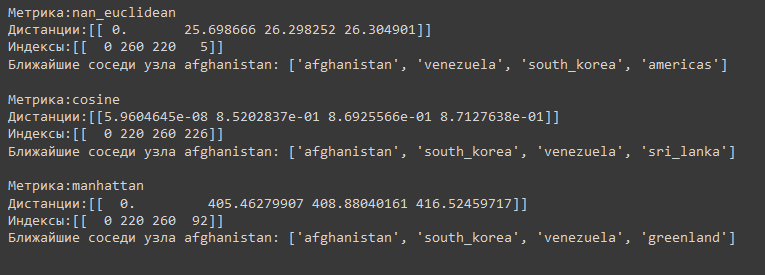 Метрика:nan_euclidean
Дистанции:[[ 0.       25.698666 26.298252 26.304901]]
Индексы:[[  0 260 220   5]]
Ближайшие соседи узла afghanistan: ['afghanistan', 'venezuela', 'south_korea', 'americas']
Метрика:cosine
Дистанции:[[5.9604645e-08 8.5202837e-01 8.6925566e-01 8.7127638e-01]]
Индексы:[[  0 220 260 226]]
Ближайшие соседи узла afghanistan: ['afghanistan', 'south_korea', 'venezuela', 'sri_lanka']
Метрика:manhattan
Дистанции:[[  0.         405.46279907 408.88040161 416.52459717]]
Индексы:[[  0 220 260  92]]
Ближайшие соседи узла afghanistan: ['afghanistan', 'south_korea', 'venezuela', 'greenland']